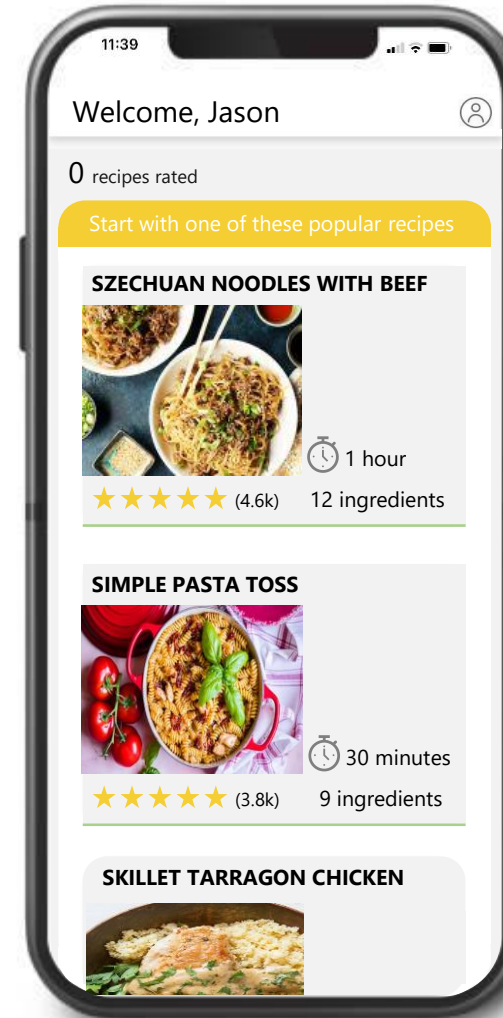 11:39
Welcome, Jason
0 recipes rated
Start with one of these popular recipes
SZECHUAN NOODLES WITH BEEF
1 hour
(4.6k) 12 ingredients
SIMPLE PASTA TOSS
30 minutes
(3.8k) 9 ingredients
SKILLET TARRAGON CHICKEN